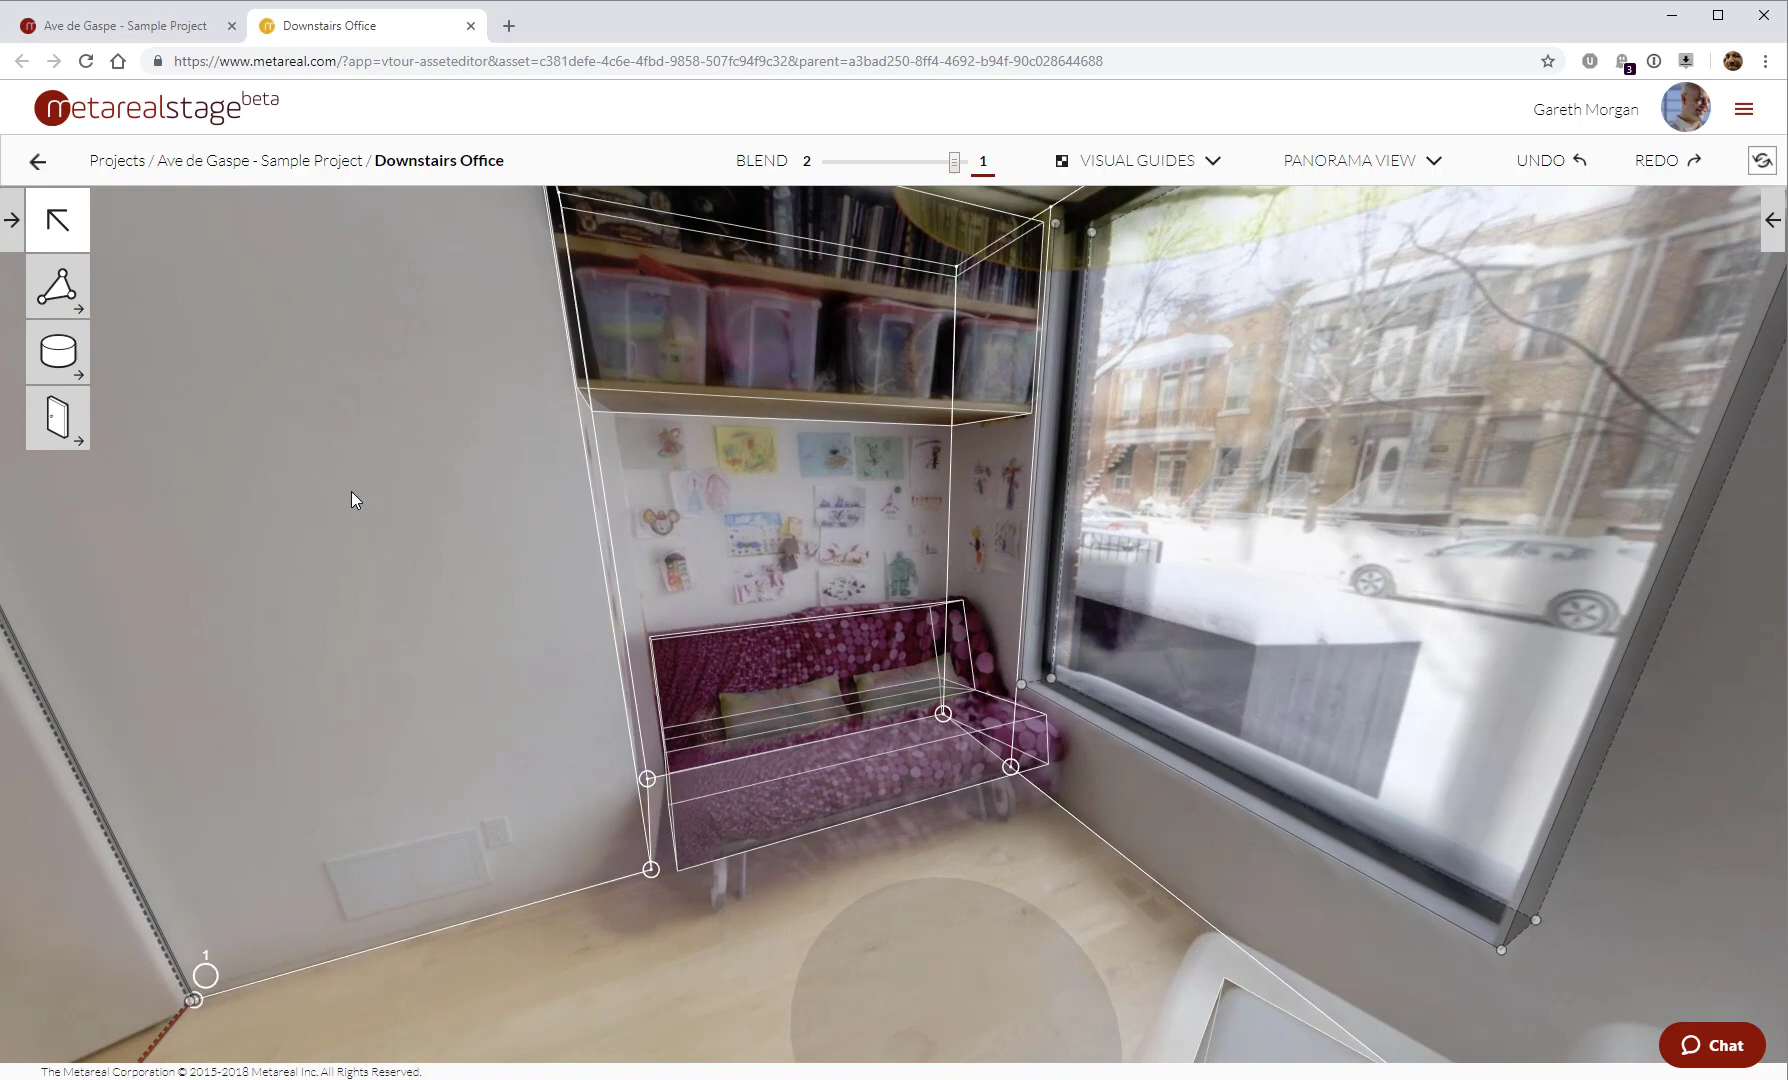 Ave de Gaspe - Sample Project
Downstairs Office
https://www.metareal.com/?app=vtour-asseteditor&asset=c381defe-4c6e-4fbd-9858-507fc94f9c32&parent=a3bad250-8ff4-4692-b94f-90c028644688
3
metarealstage beta
Gareth Morgan
Projects / Ave de Gaspe - Sample Project / Downstairs Office
BLEND 2 1
VISUAL GUIDES
PANORAMA VIEW
UNDO
REDO
1
Chat
The Metareal Corporation © 2015-2018 Metareal Inc. All Rights Reserved.